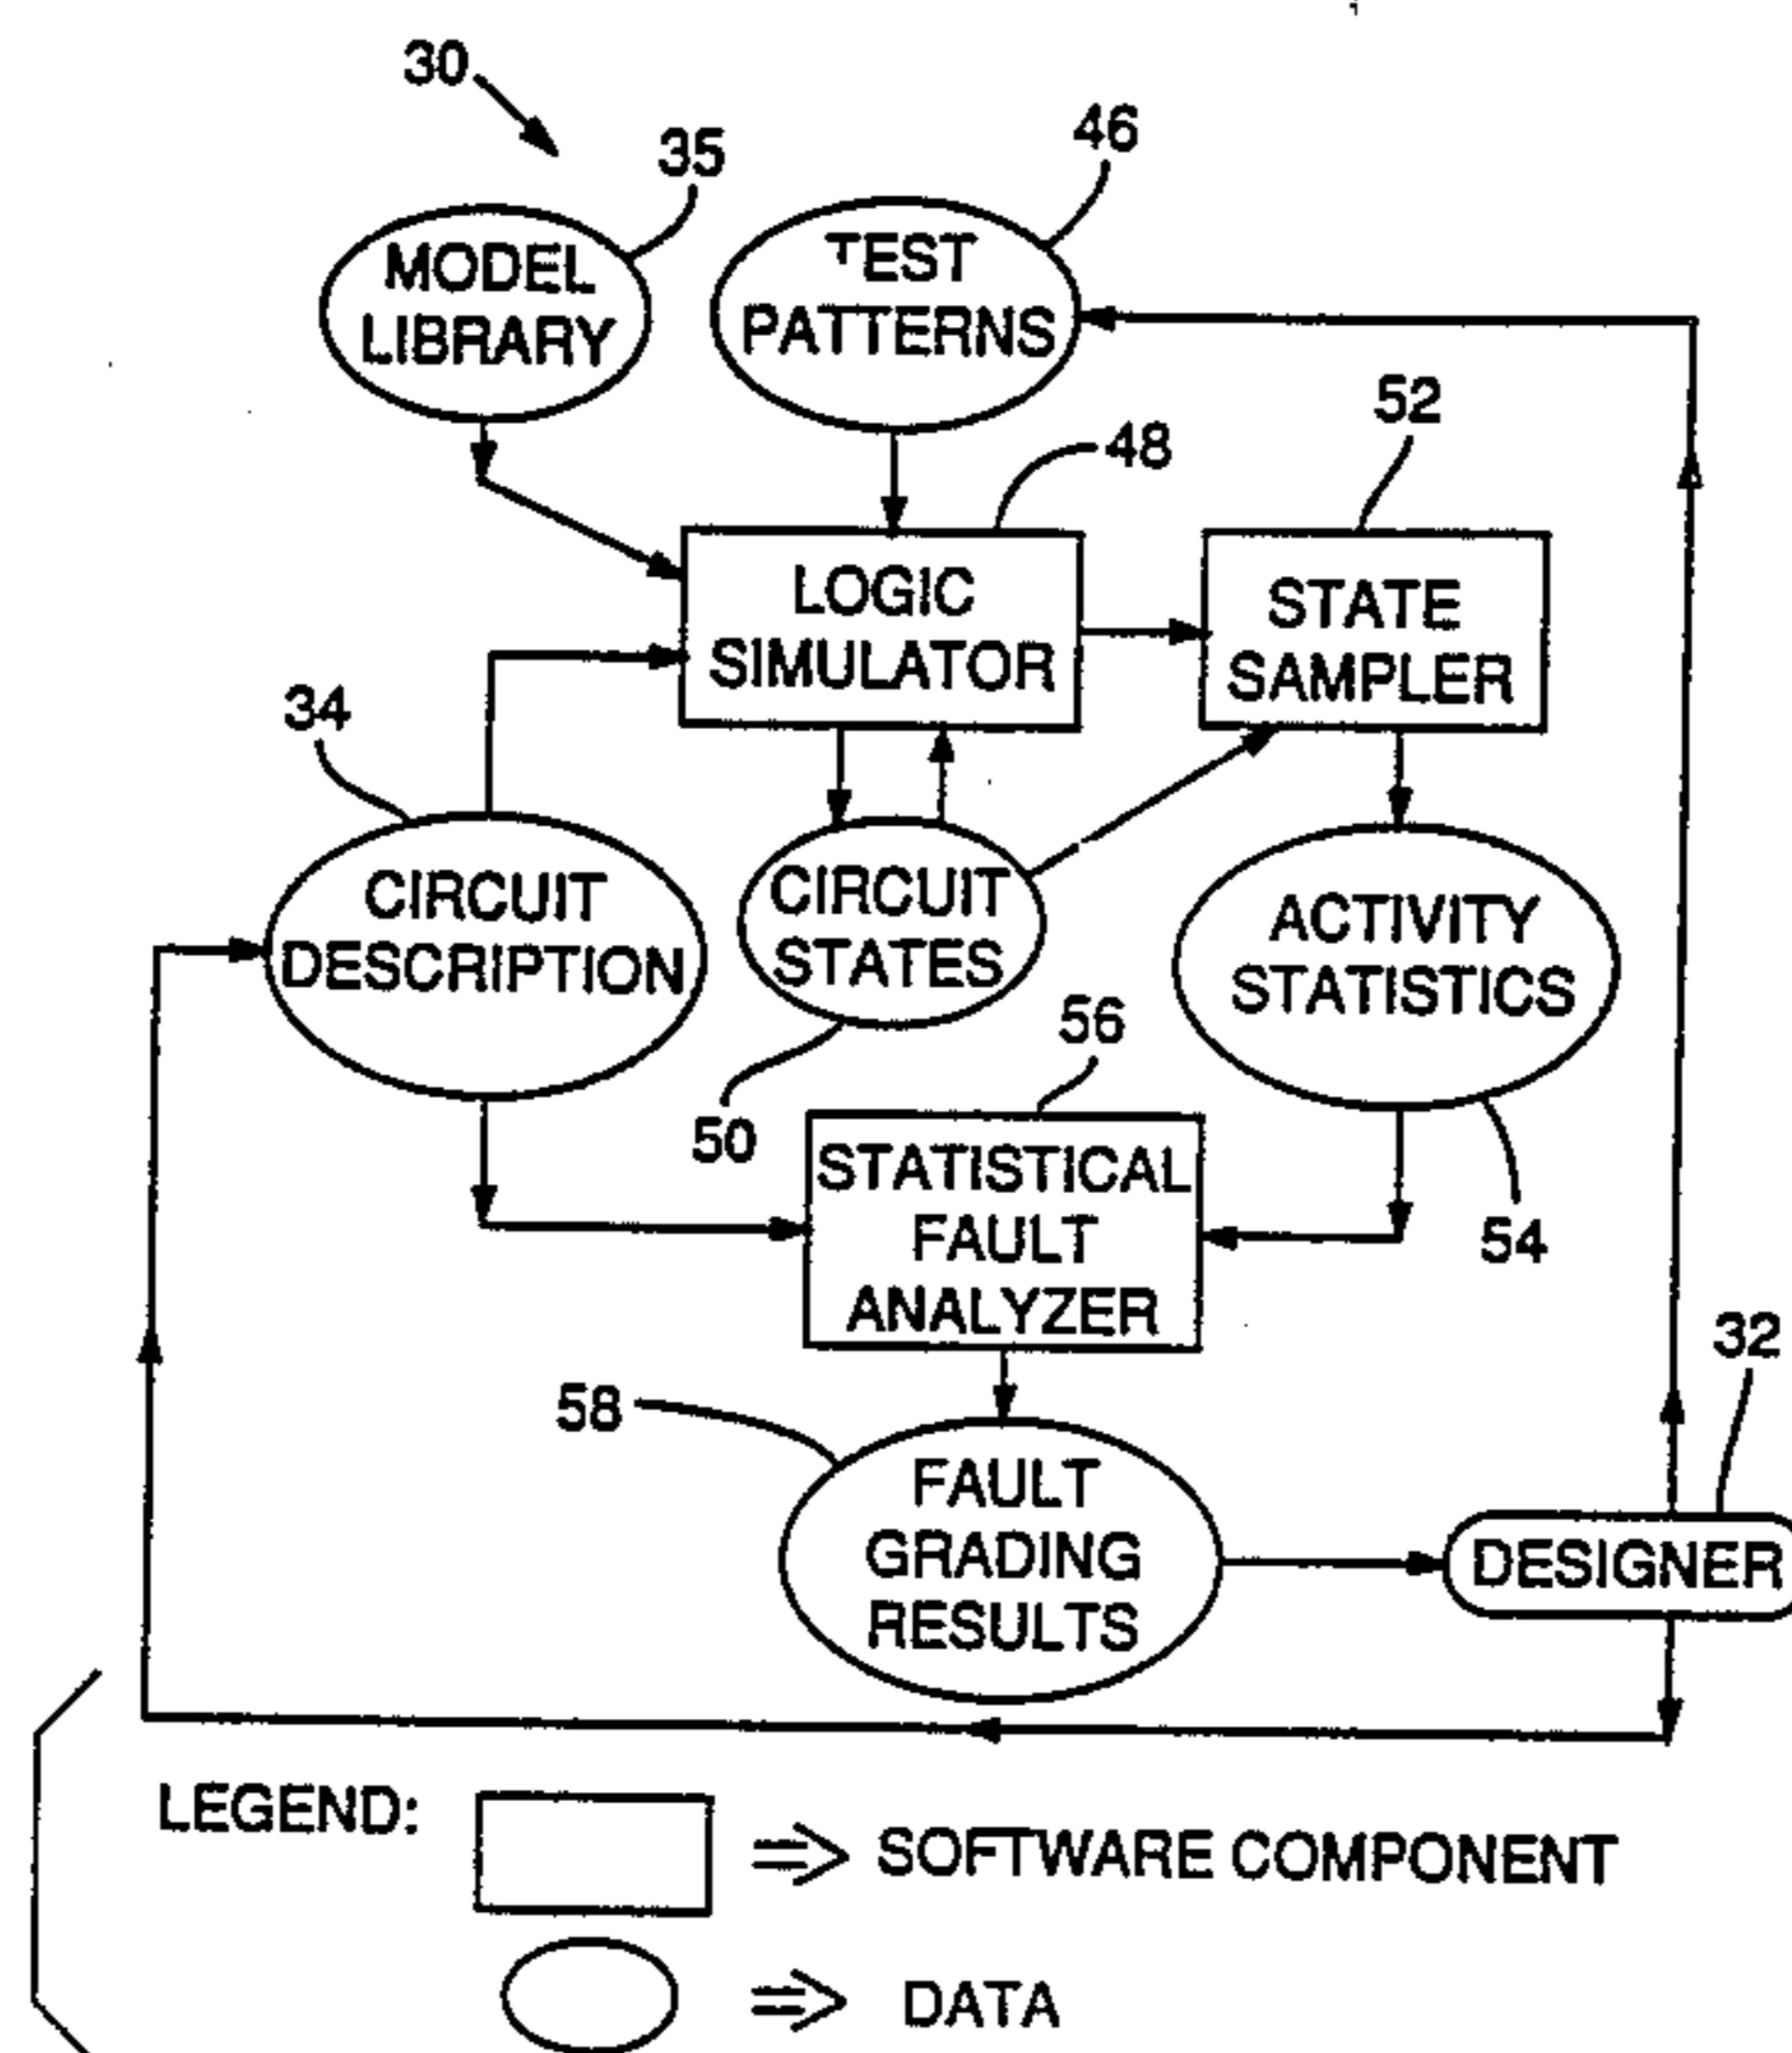 30
35
46
MODEL
LIBRARY
TEST
PATTERNS
52
48
LOGIC
SIMULATOR
STATE
SAMPLER
34
CIRCUIT
DESCRIPTION
CIRCUIT
STATES
ACTIVITY
STATISTICS
56
50
54
STATISTICAL
FAULT
ANALYZER
32
58
FAULT
GRADING
RESULTS
DESIGNER
LEGEND:
⇒ SOFTWARE COMPONENT
⇒ DATA